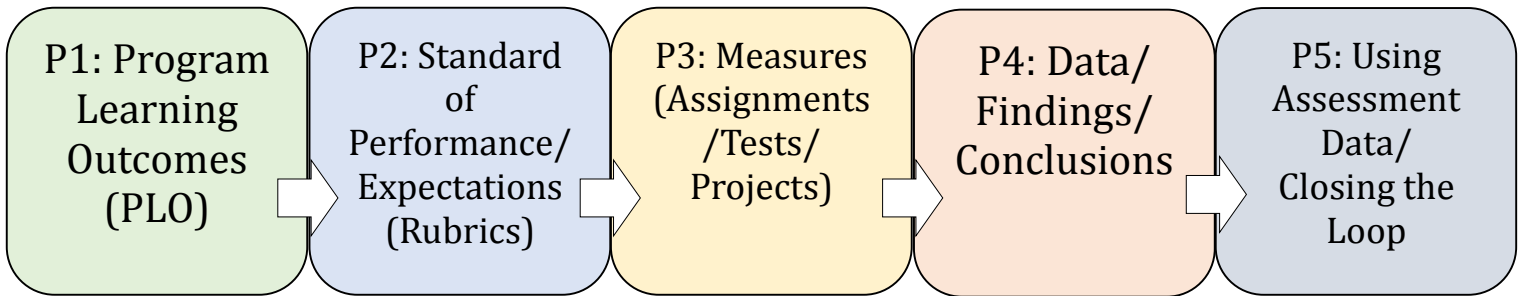 P1: Program
Learning
Outcomes
(PLO)
P2: Standard
of
Performance/
Expectations
(Rubrics)
P3: Measures
(Assignments
/Tests/
Projects)
P4: Data/
Findings/
Conclusions
P5: Using
Assessment
Data/
Closing the
Loop